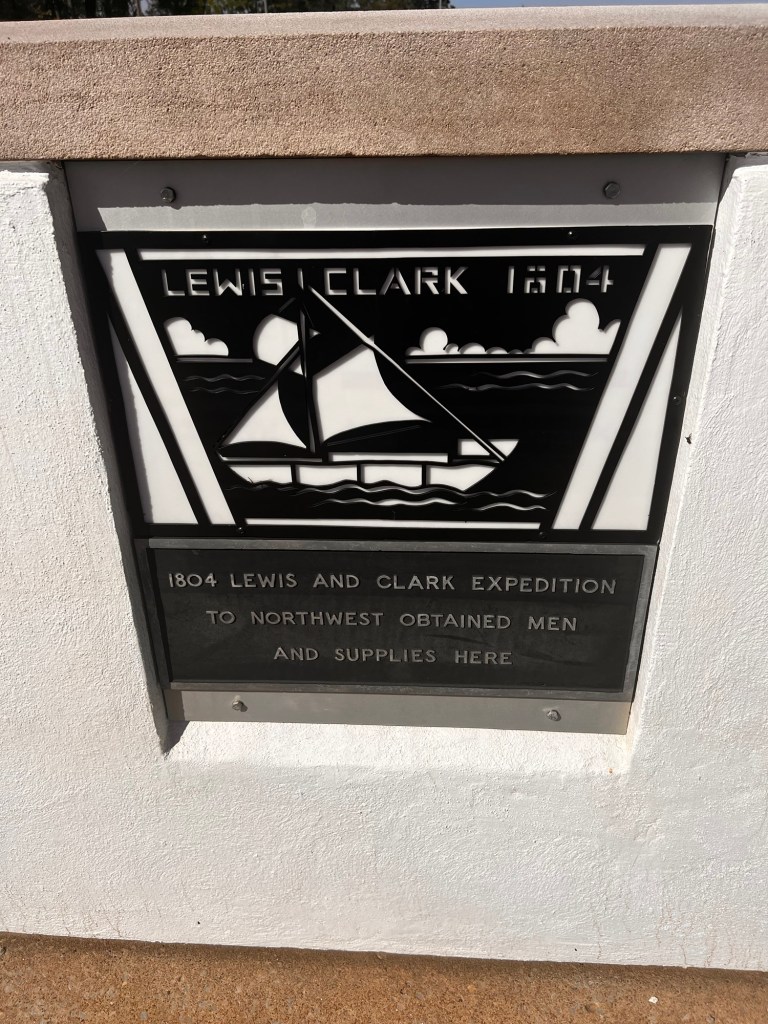 LEWIS CLARK 1804
1804 LEWIS AND CLARK EXPEDITION
TO NORTHWEST OBTAINED MEN
AND SUPPLIES HERE